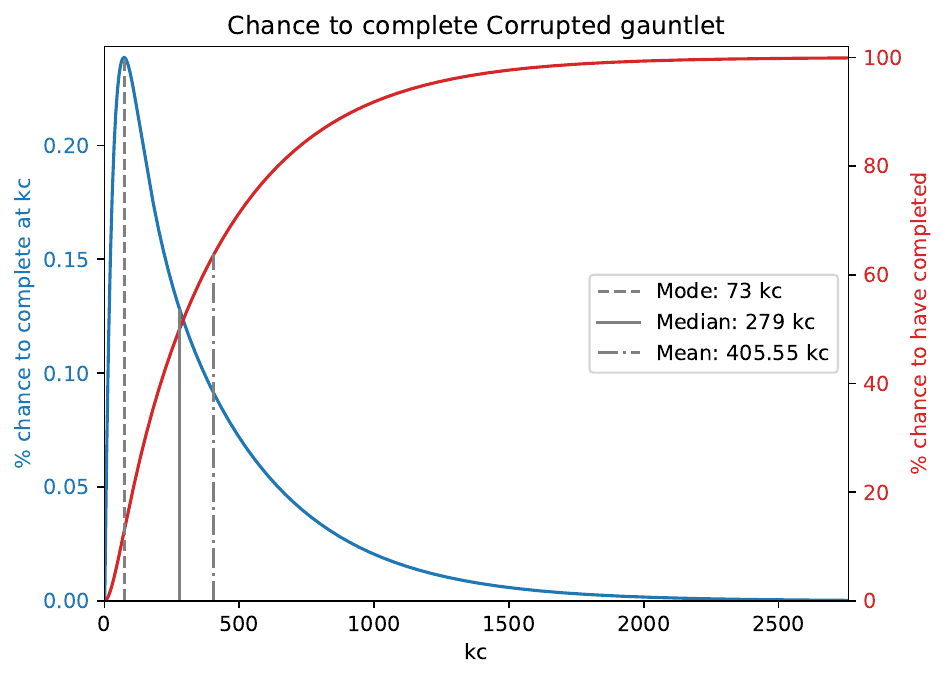 Chance to complete Corrupted gauntlet
% chance to complete at kc
0.20
0.15
0.10
0.05
0.00
100
80
60
40
20
0
% chance to have completed
Mode: 73 kc
Median: 279 kc
Mean: 405.55 kc
0 500 1000 1500 2000 2500
kc